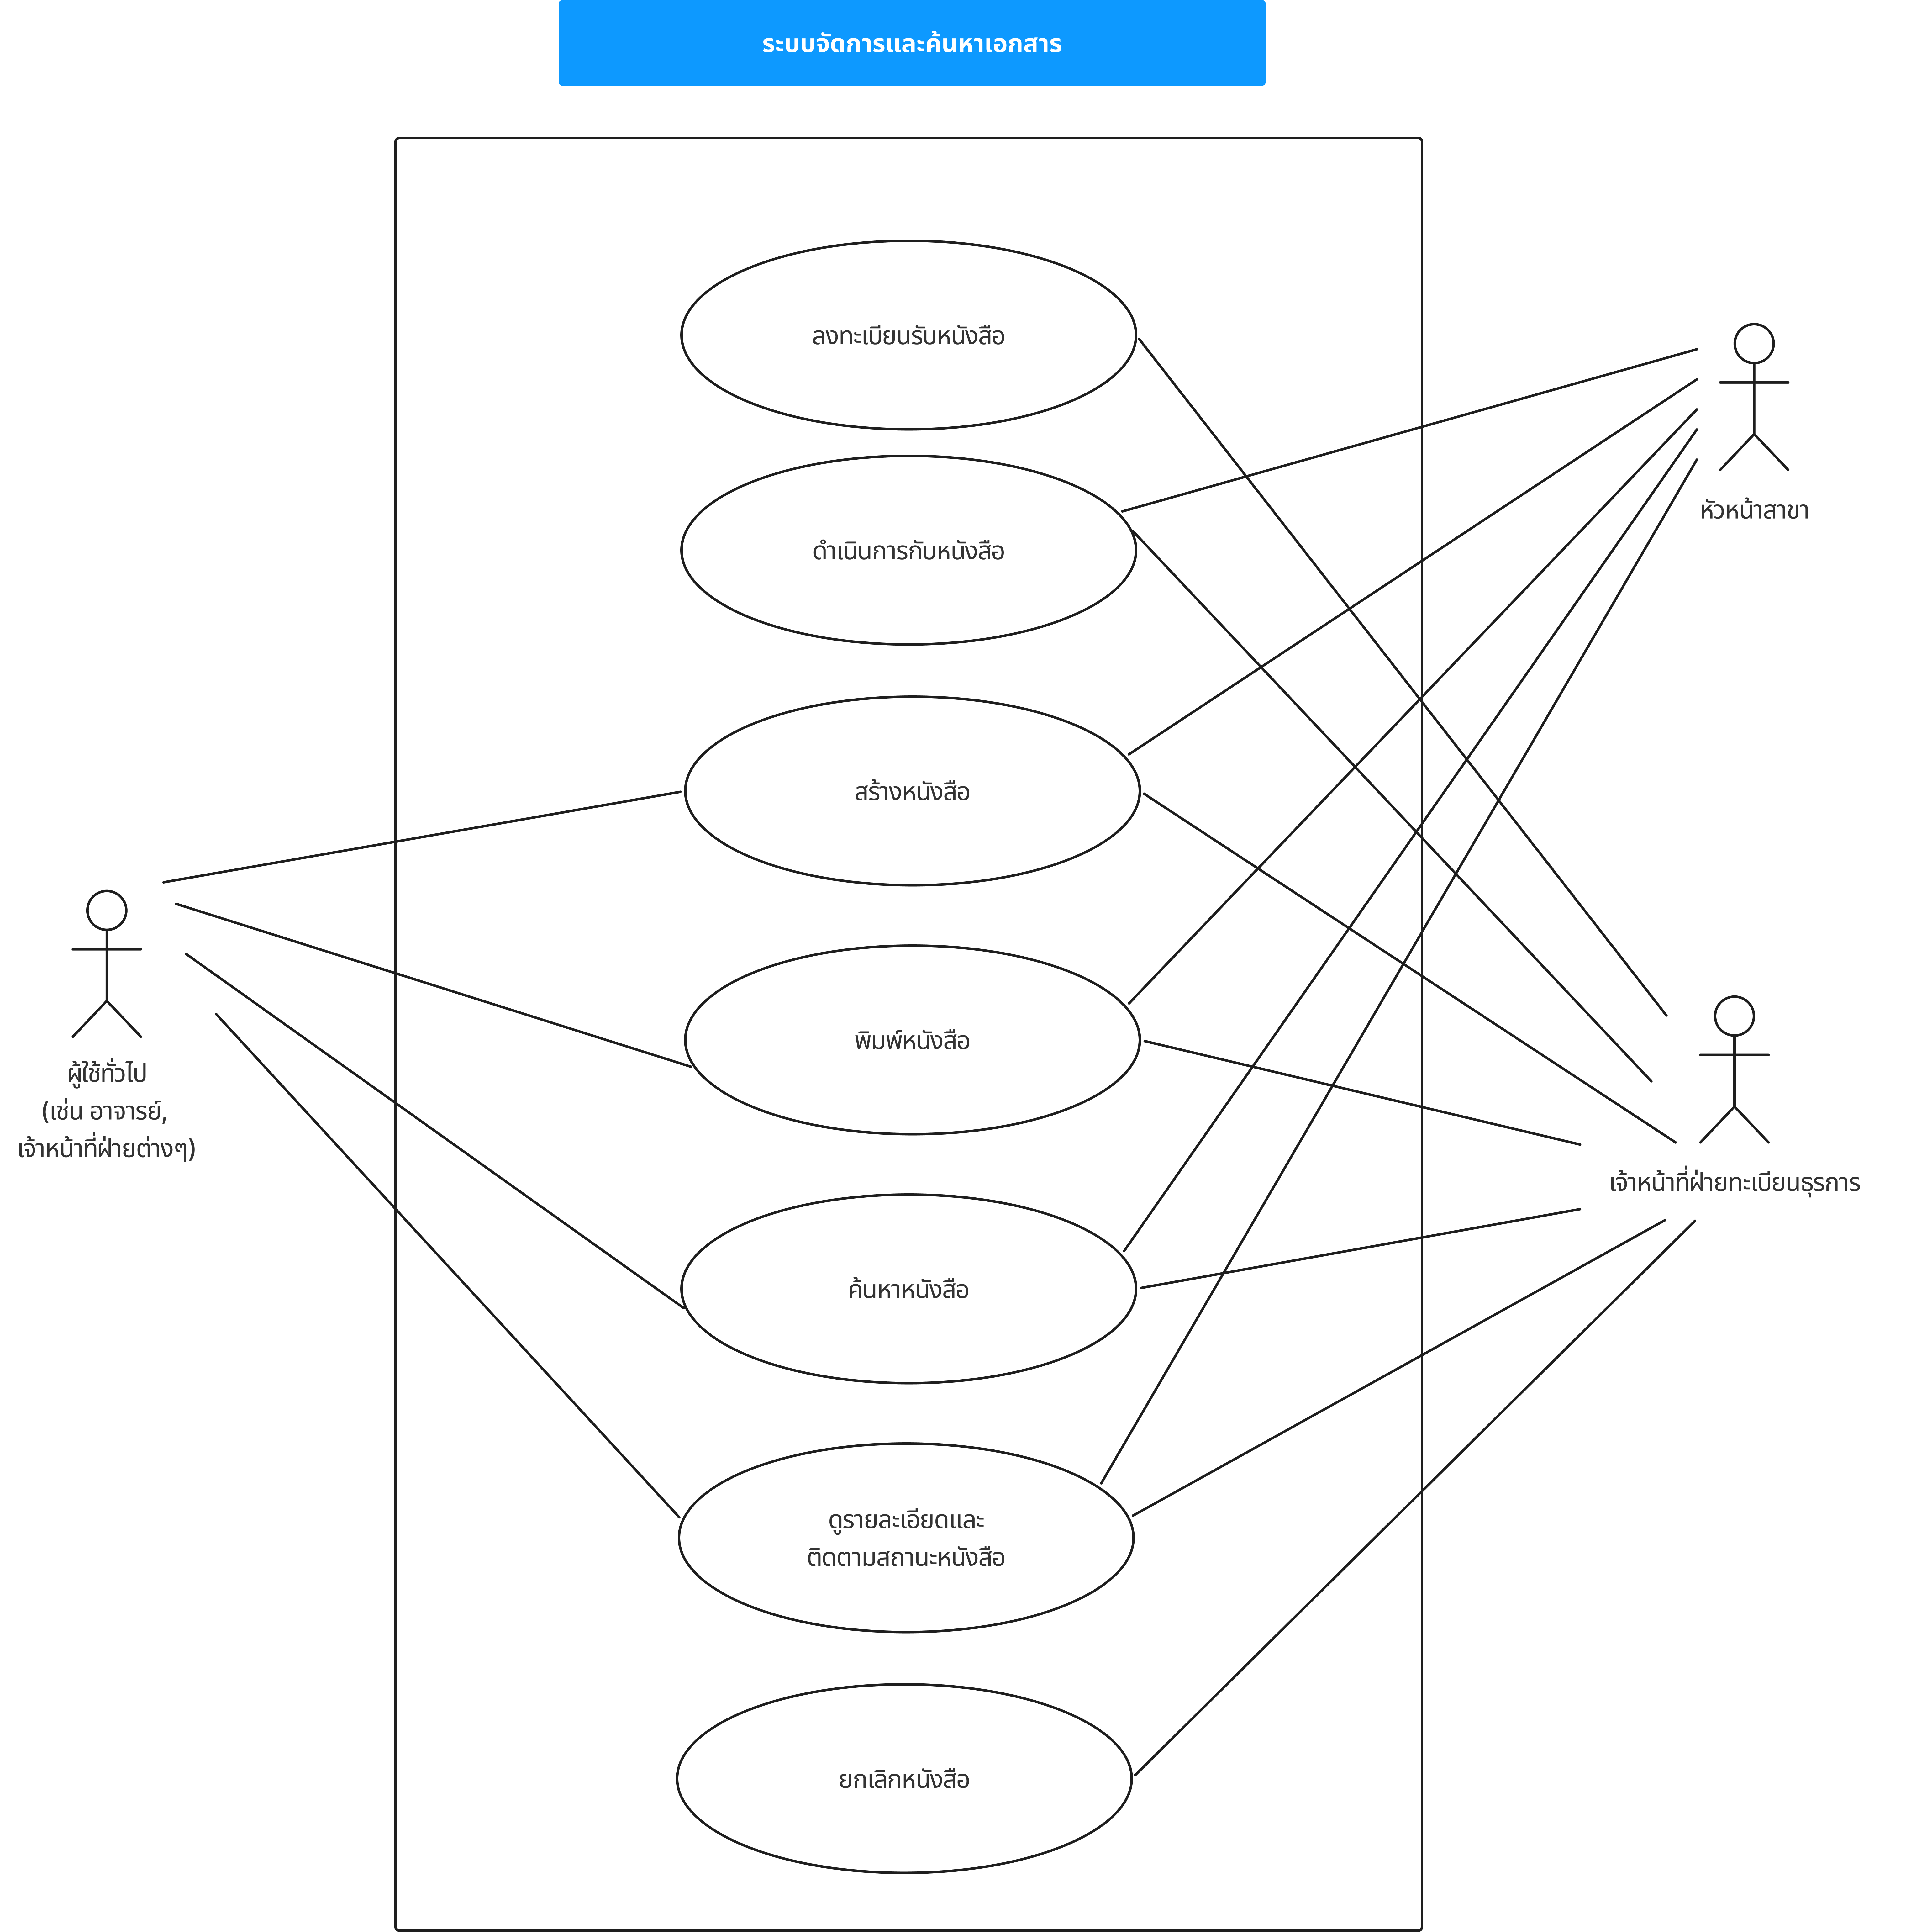 ระบบจัดการและค้นหาเอกสาร
ลงทะเบียนรับหนังสือ
หัวหน้าสาขา
ดำเนินการกับหนังสือ
สร้างหนังสือ
พิมพ์หนังสือ
ผู้ใช้ทั่วไป
(เช่น อาจารย์,
เจ้าหน้าที่ฝ่ายต่างๆ)
เจ้าหน้าที่ฝ่ายทะเบียนธุรการ
ค้นหาหนังสือ
ดูรายละเอียดและ
ติดตามสถานะหนังสือ
ยกเลิกหนังสือ